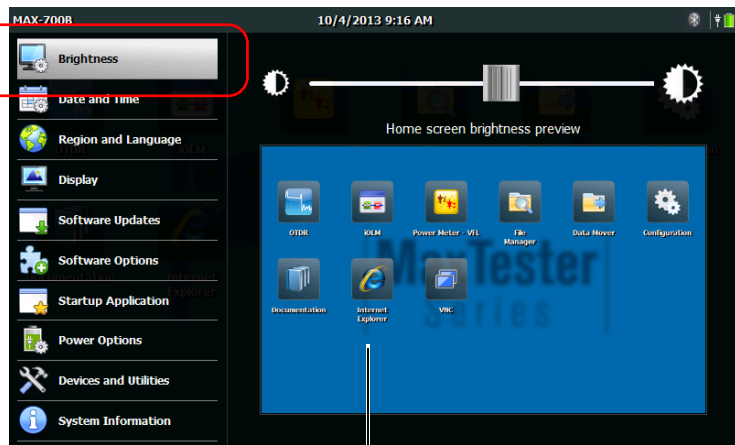 MAX-700B
10/4/2013 9:16 AM
Brightness
Date and Time
Region and Language
Display
Software Updates
Software Options
Startup Application
Power Options
Devices and Utilities
System Information
Home screen brightness preview
OTDR
iOLM
Power Meter - VFL
File
Manager
Data Mover
Configuration
MaxTester
Series
Documentation
Internet
Explorer
VNC